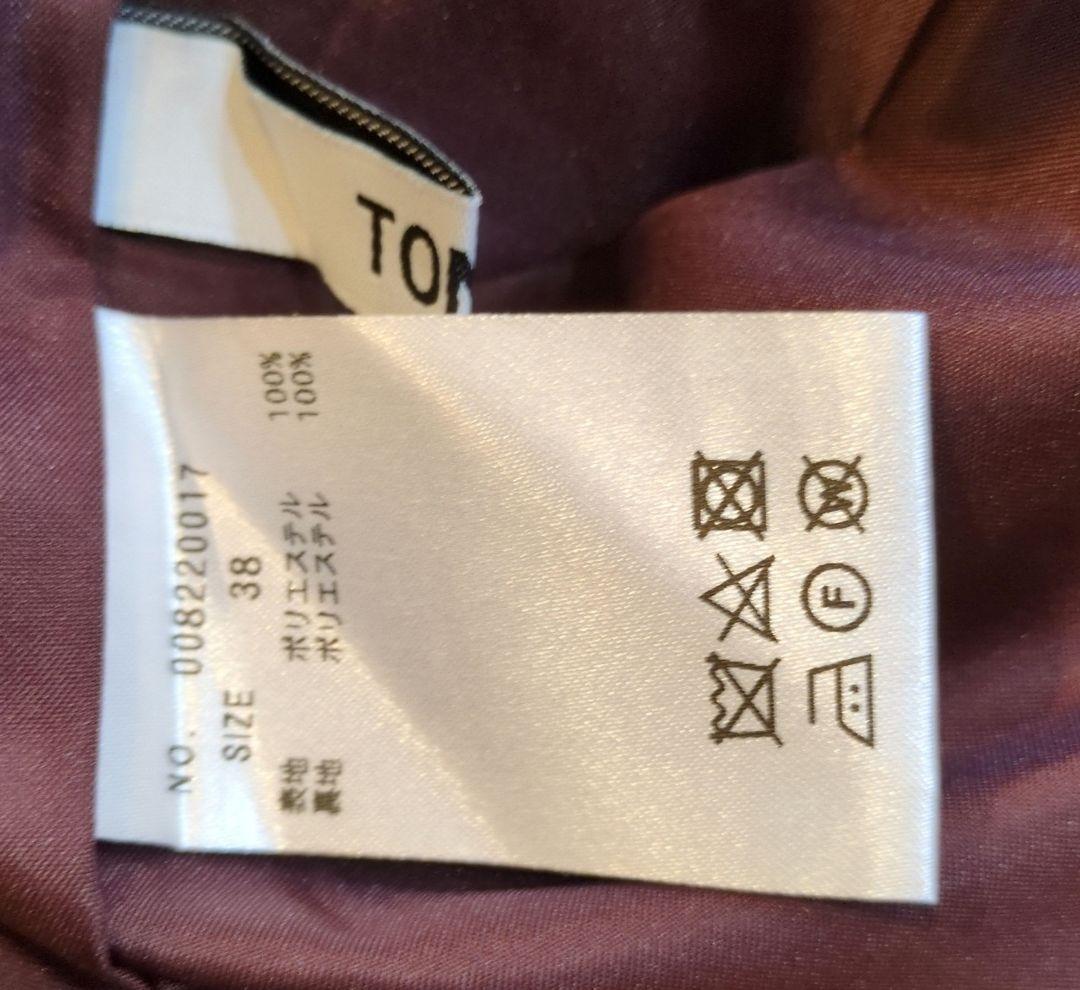 TO
NO. 008220017
SIZE 38
表地 ポリエステル 100%
裏地 ポリエステル 100%
F
W